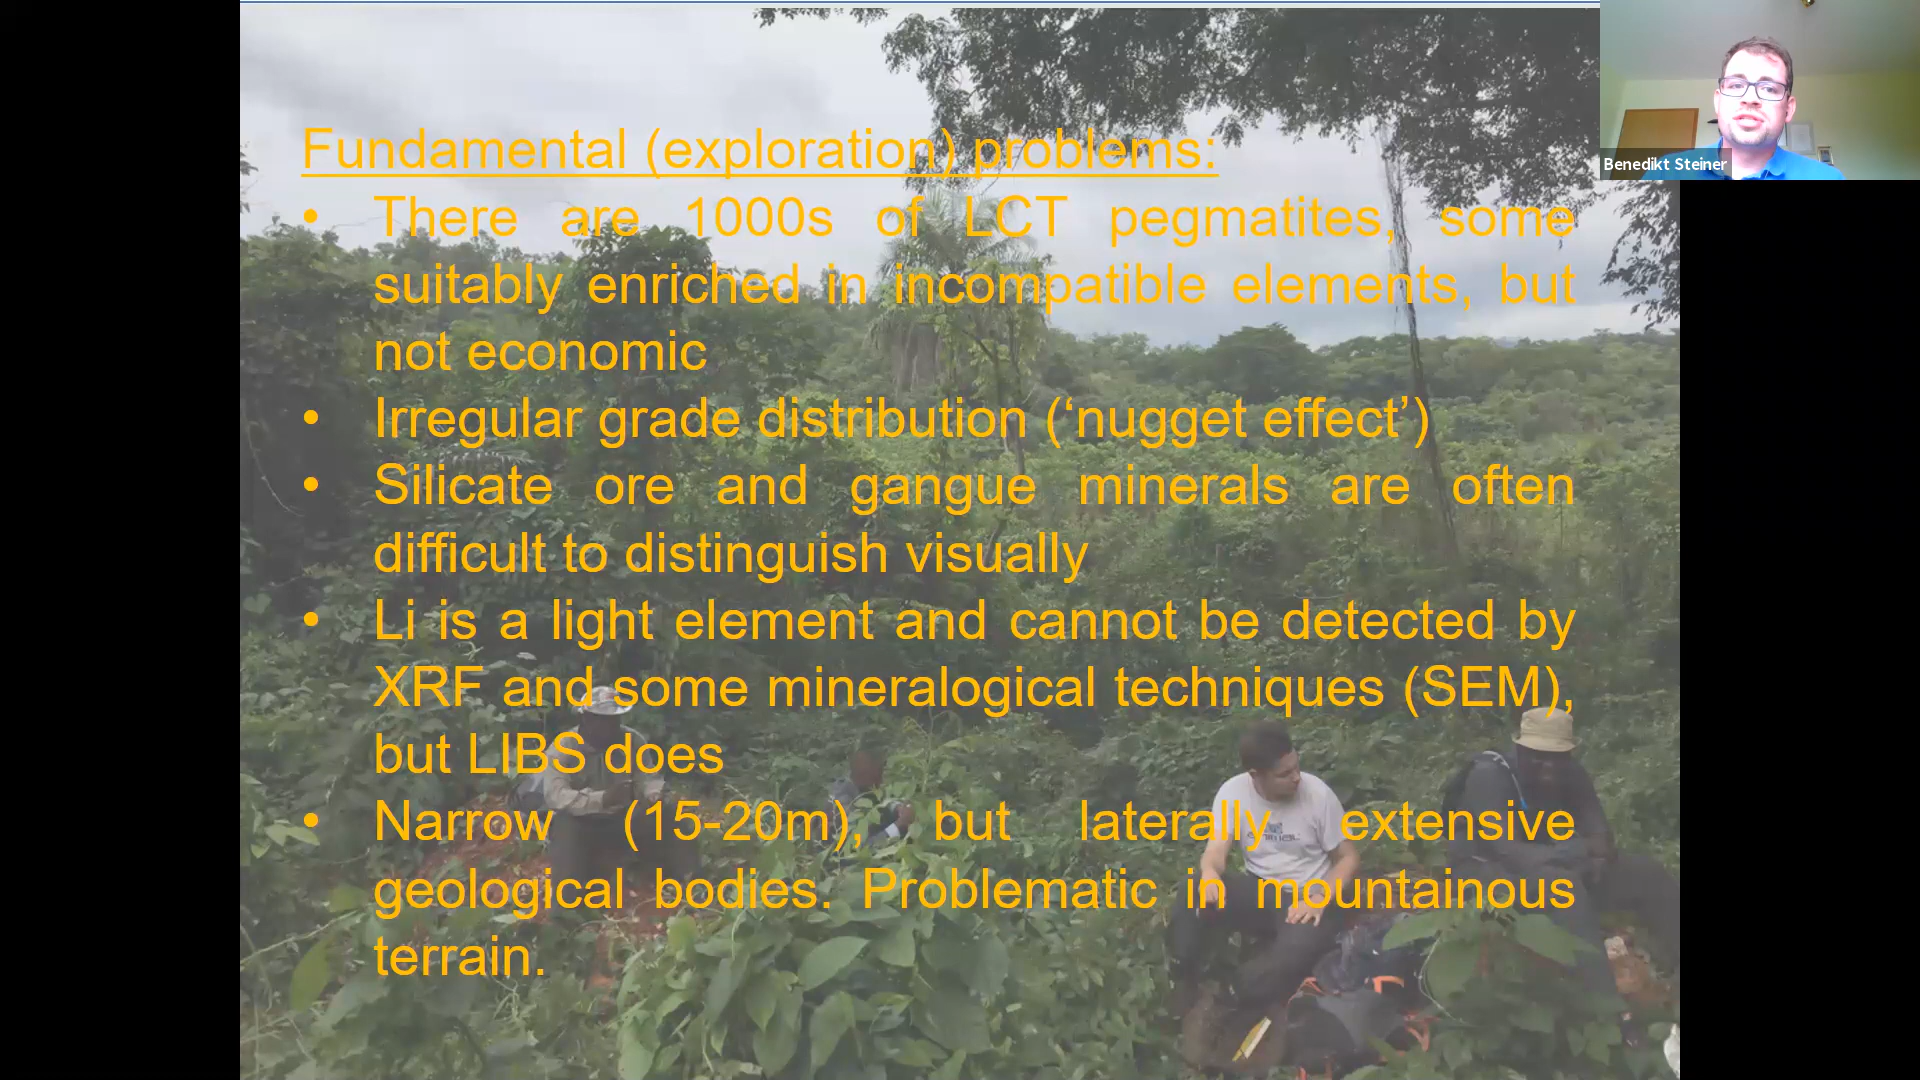 Fundamental (exploration) problems:
• There are 1000s of LCT pegmatites, some
suitably enriched in incompatible elements, but
not economic
• Irregular grade distribution (‘nugget effect’)
• Silicate ore and gangue minerals are often
difficult to distinguish visually
• Li is a light element and cannot be detected by
XRF and some mineralogical techniques (SEM),
but LIBS does
• Narrow (15-20m), but laterally extensive
geological bodies. Problematic in mountainous
terrain.
Benedikt Steiner